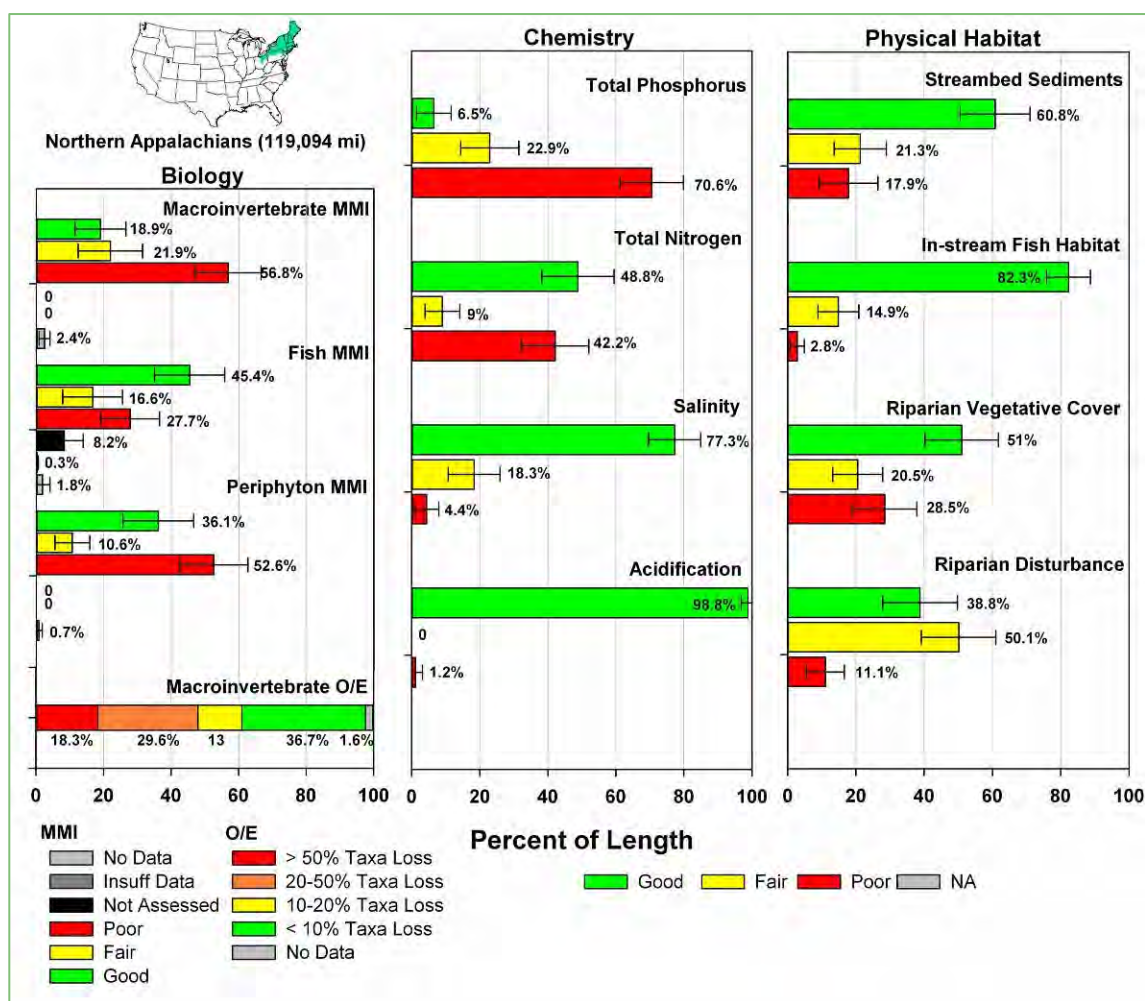 Northern Appalachians (119,094 mi)
Biology
Macroinvertebrate MMI
18.9%
21.9%
56.8%
0
0
2.4%
Fish MMI
45.4%
16.6%
27.7%
8.2%
0.3%
1.8%
Periphyton MMI
36.1%
10.6%
52.6%
0
0
0.7%
Macroinvertebrate O/E
18.3% 29.6% 13 36.7% 1.6%
0 20 40 60 80 100
Chemistry
Total Phosphorus
6.5%
22.9%
70.6%
Total Nitrogen
48.8%
9%
42.2%
Salinity
77.3%
18.3%
4.4%
Acidification
98.8%
0
1.2%
0 20 40 60 80 100
Physical Habitat
Streambed Sediments
60.8%
21.3%
17.9%
In-stream Fish Habitat
82.3%
14.9%
2.8%
Riparian Vegetative Cover
51%
20.5%
28.5%
Riparian Disturbance
38.8%
50.1%
11.1%
0 20 40 60 80 100
Percent of Length
MMI
No Data
Insuff Data
Not Assessed
Poor
Fair
Good
O/E
> 50% Taxa Loss
20-50% Taxa Loss
10-20% Taxa Loss
< 10% Taxa Loss
No Data
Good Fair Poor NA